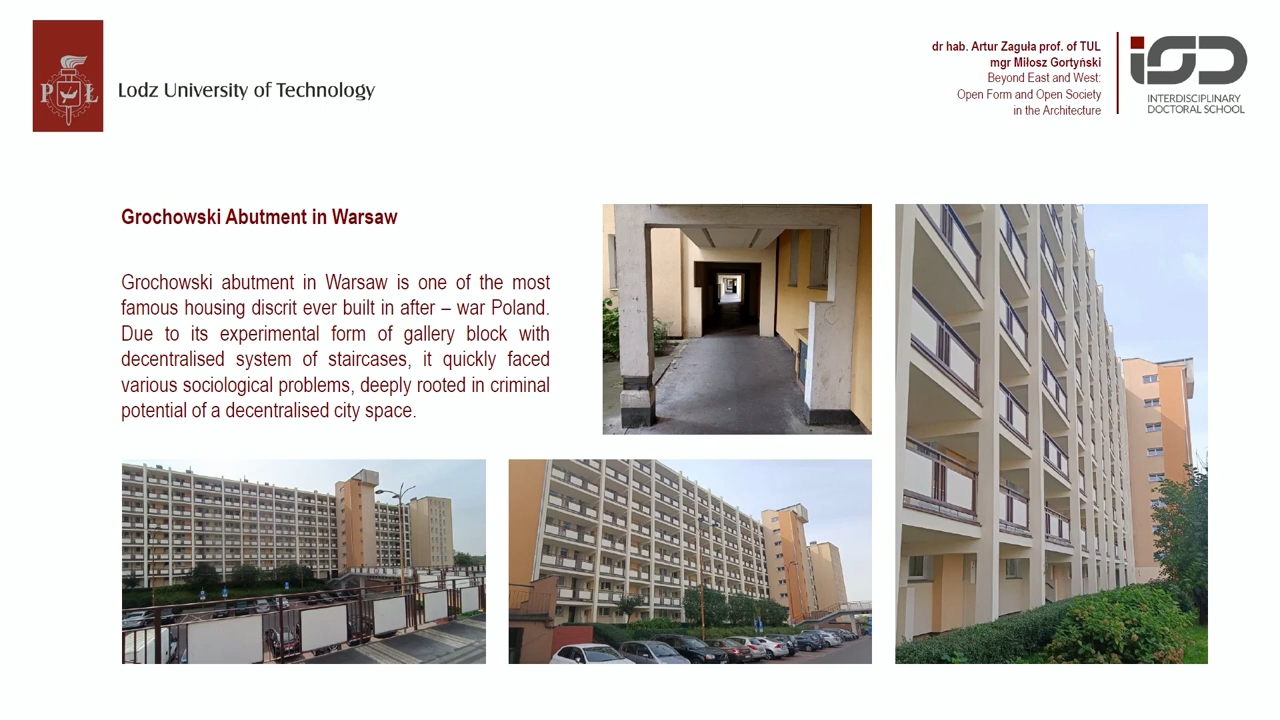 P Ł
Lodz University of Technology
dr hab. Artur Zaguła prof. of TUL
mgr Miłosz Gortyński
Beyond East and West:
Open Form and Open Society
in the Architecture
ISD
INTERDISCIPLINARY
DOCTORAL SCHOOL
Grochowski Abutment in Warsaw
Grochowski abutment in Warsaw is one of the most
famous housing discrit ever built in after – war Poland.
Due to its experimental form of gallery block with
decentralised system of staircases, it quickly faced
various sociological problems, deeply rooted in criminal
potential of a decentralised city space.